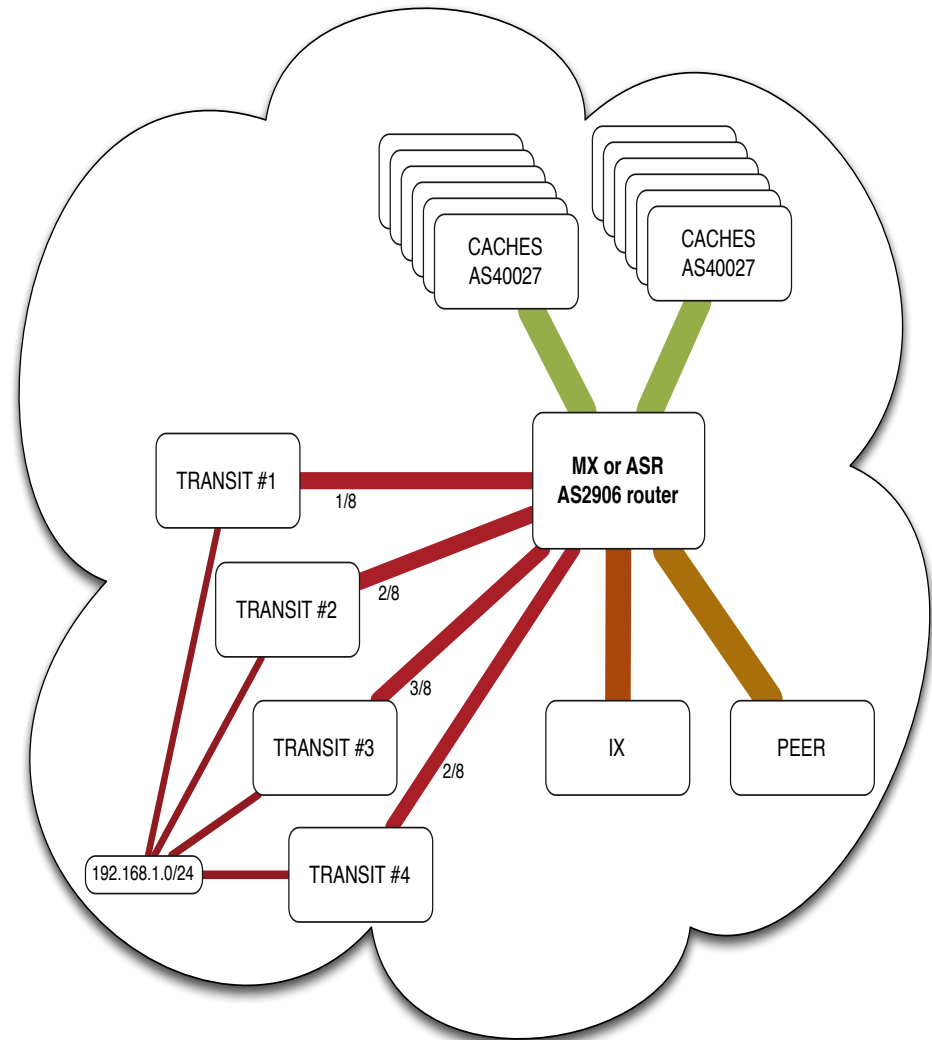 CACHES
AS40027
CACHES
AS40027
MX or ASR
AS2906 router
TRANSIT #1
1/8
TRANSIT #2
2/8
3/8
TRANSIT #3
2/8
IX
PEER
192.168.1.0/24
TRANSIT #4